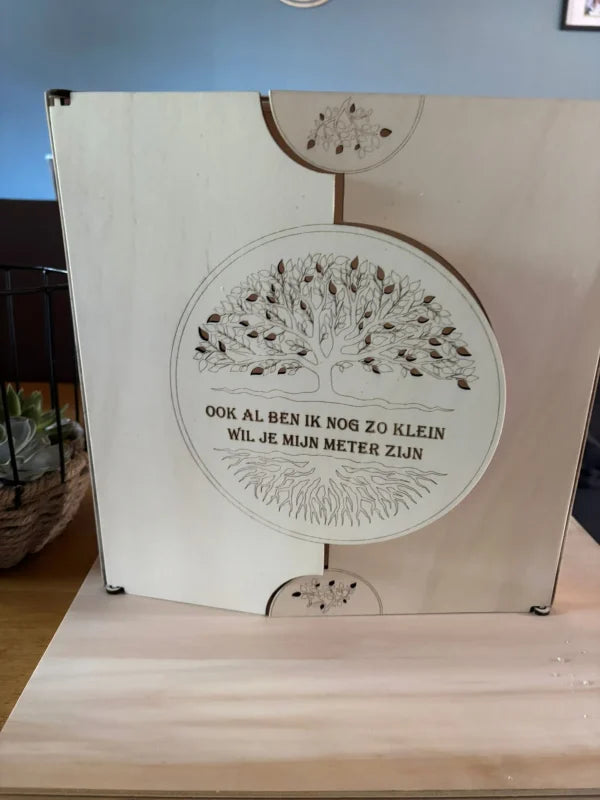 OOK AL BEN IK NOG ZO KLEIN
WIL JE MIJN METER ZIJN